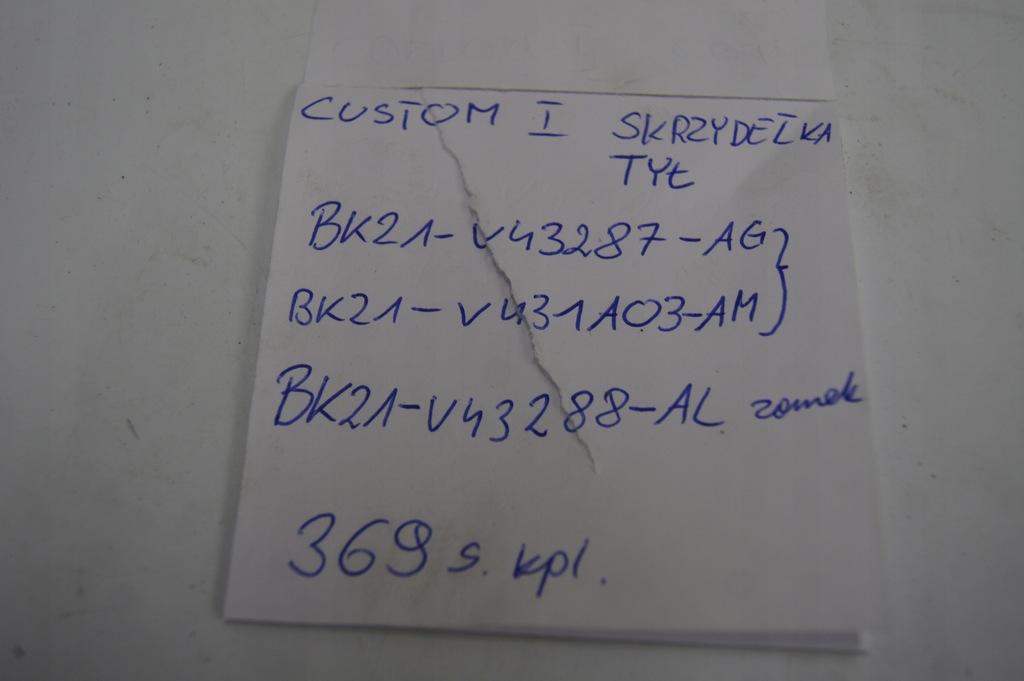 CUSTOM I SKRZYDEŁKA
TYŁ
BK21-V43287-AG
BK21-V431A03-AM
BK21-V43288-AL zamek
369 s. kpl.